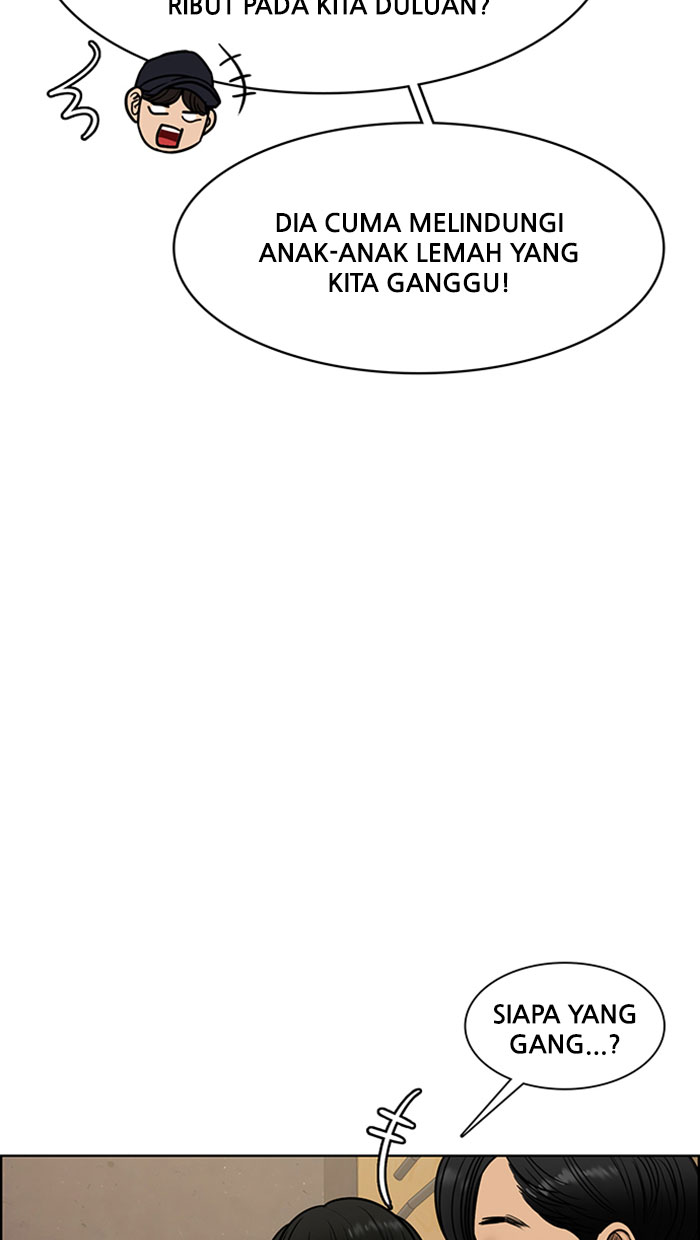 RIBUT PADA KITA DULUAN?
DIA CUMA MELINDUNGI
ANAK-ANAK LEMAH YANG
KITA GANGGU!
SIAPA YANG
GANG...?